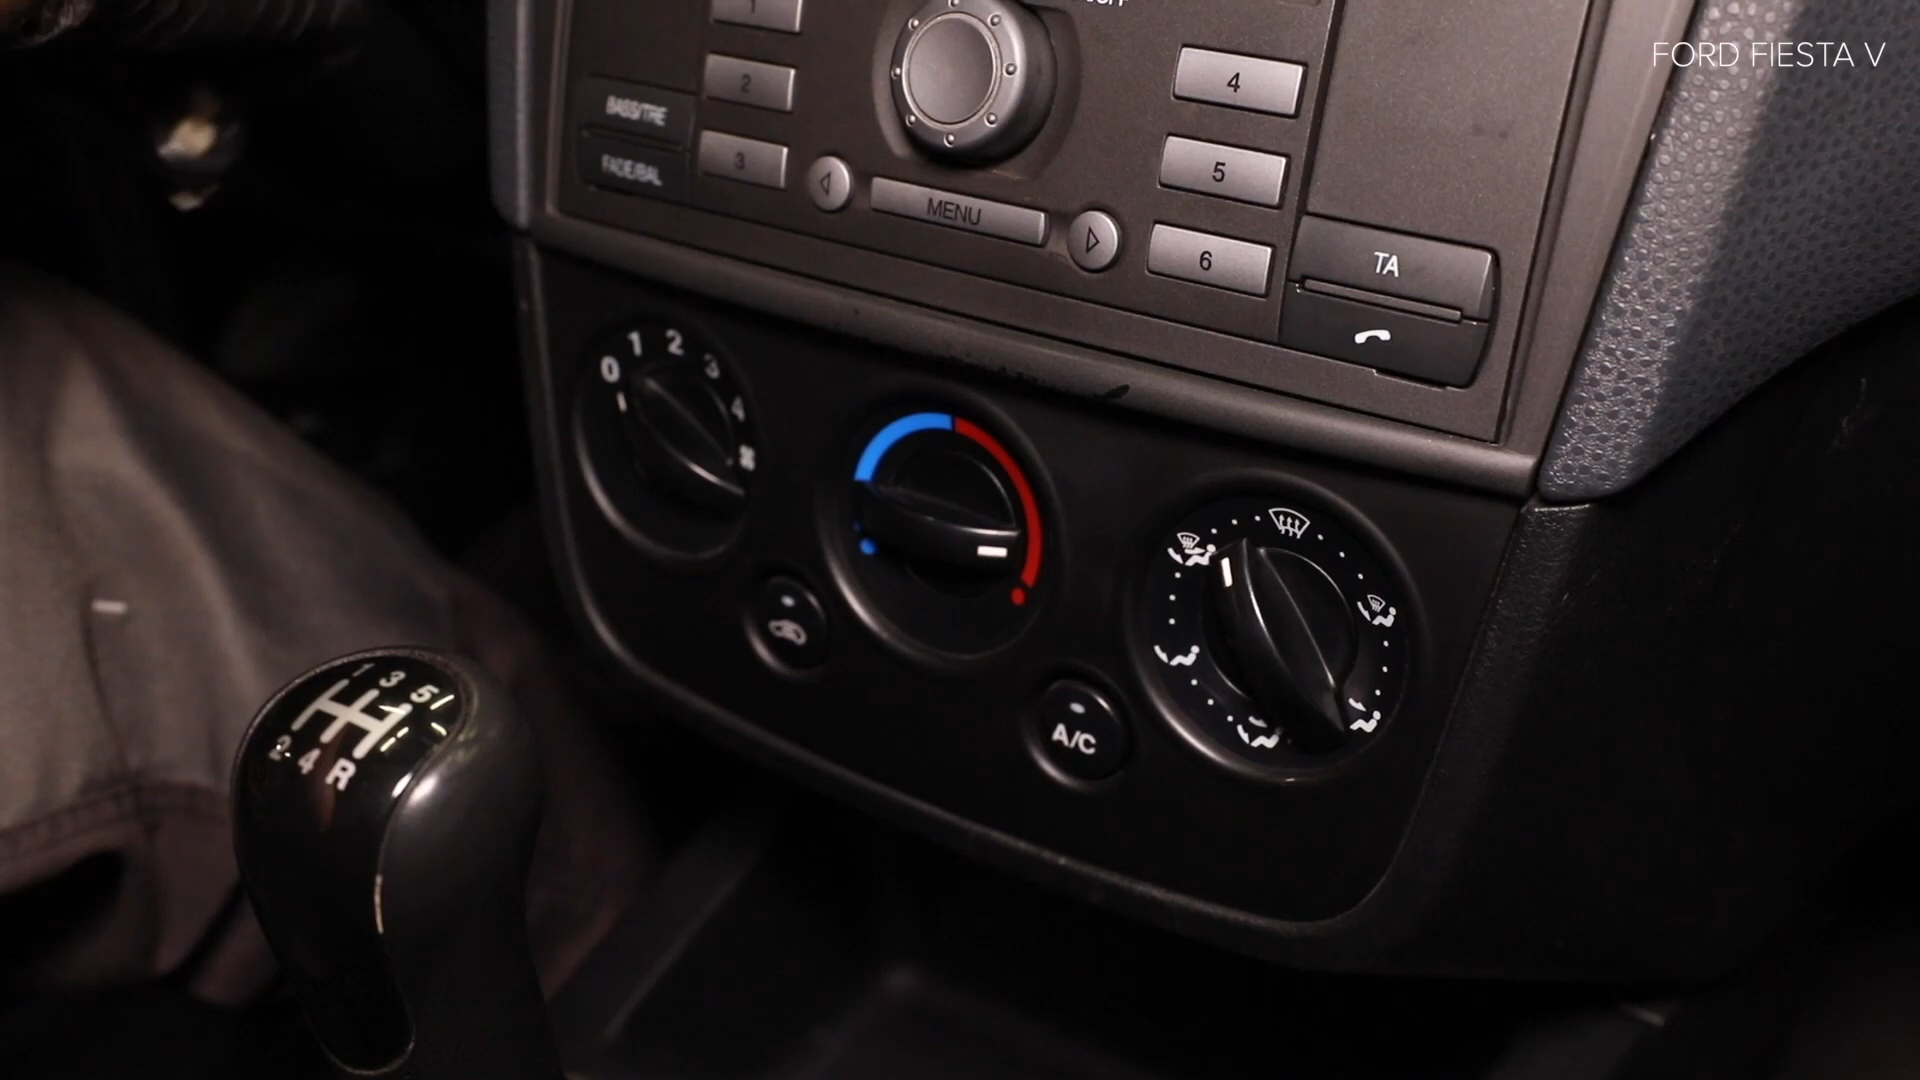 FORD FIESTA V
1
2
BASS/TRE
3
FADE/BAL
MENU
4
5
6
TA
0 1 2 3 4
A/C
1 3 5
2 4 R